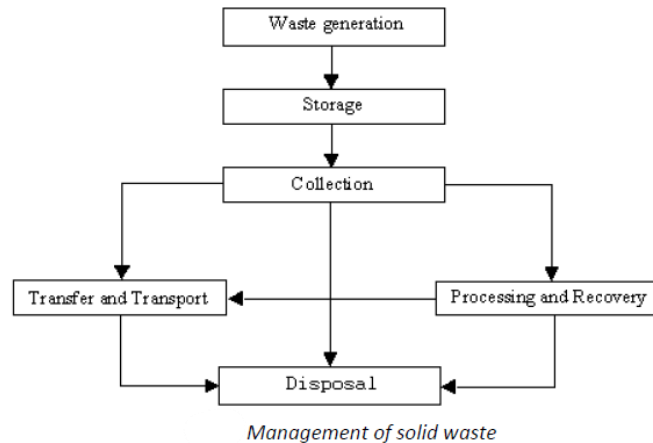 Waste generation
Storage
Collection
Transfer and Transport
Processing and Recovery
Disposal
Management of solid waste